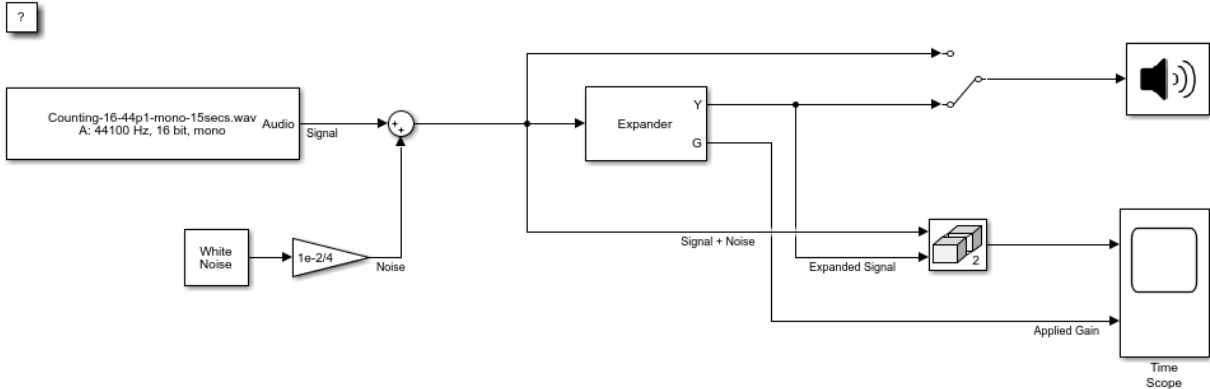 ?
Counting-16-44p1-mono-15secs.wav
A: 44100 Hz, 16 bit, mono
Audio
Signal
+
+
Expander
Y
G
White
Noise
1e-2/4
Noise
Signal + Noise
Expanded Signal
2
Applied Gain
Time
Scope